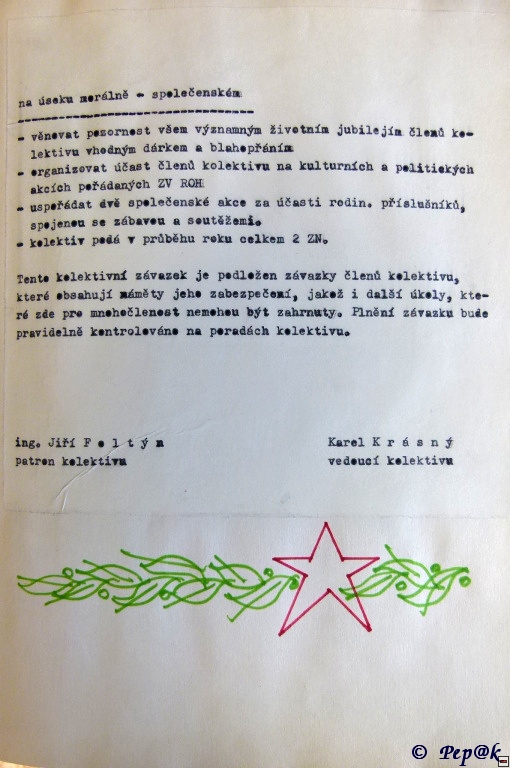 na úseku morálně - společenském
- věnovat pozornost všem významným životním jubilejím členů ko-
lektivu vhodným dárkem a blahopřáním
- organizovat účast členů kolektivu na kulturních a politických
akcích pořádaných ZV ROH
- uspořádat dvě společenské akce za účasti rodin. příslušníků,
spojenou se zábavou a soutěžemi.
- kolektiv podá v průběhu roku celkem 2 ZN.
Tento kolektivní závazek je podložen závazky členů kolektivu,
které obsahují náměty jeho zabezpečení, jakož i další úkoly, kte-
ré zde pro mnohočlenost nemohou být zahrnuty. Plnění závazku bude
pravidelně kontrolováno na poradách kolektivu.
ing. Jiří F e l t ý n
patron kolektivu
Karel K r á s n ý
vedoucí kolektivu
© Pep@k